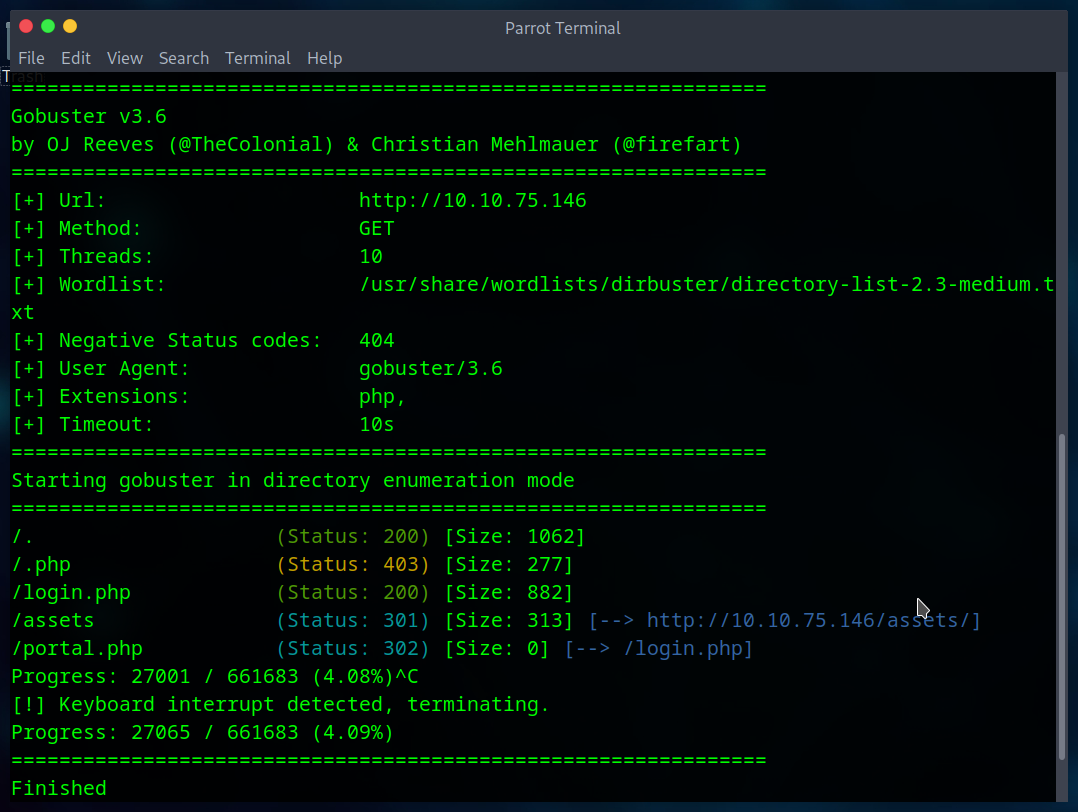 Parrot Terminal
File Edit View Search Terminal Help
Trash
===============================================================
Gobuster v3.6
by OJ Reeves (@TheColonial) & Christian Mehlmauer (@firefart)
===============================================================
[+] Url:                     http://10.10.75.146
[+] Method:                  GET
[+] Threads:                 10
[+] Wordlist:                /usr/share/wordlists/dirbuster/directory-list-2.3-medium.t
xt
[+] Negative Status codes:   404
[+] User Agent:              gobuster/3.6
[+] Extensions:              php,
[+] Timeout:                 10s
===============================================================
Starting gobuster in directory enumeration mode
===============================================================
/.                    (Status: 200) [Size: 1062]
/.php                 (Status: 403) [Size: 277]
/login.php            (Status: 200) [Size: 882]
/assets               (Status: 301) [Size: 313] [--> http://10.10.75.146/assets/]
/portal.php           (Status: 302) [Size: 0] [--> /login.php]
Progress: 27001 / 661683 (4.08%)^C
[!] Keyboard interrupt detected, terminating.
Progress: 27065 / 661683 (4.09%)
===============================================================
Finished